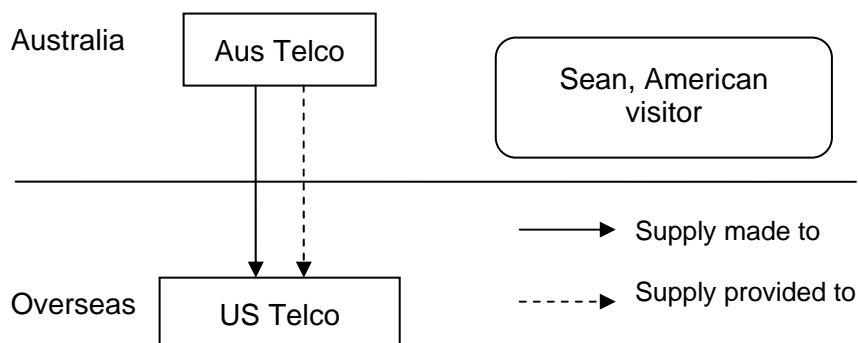 Australia
Aus Telco
Sean, American
visitor
Supply made to
Supply provided to
Overseas
US Telco